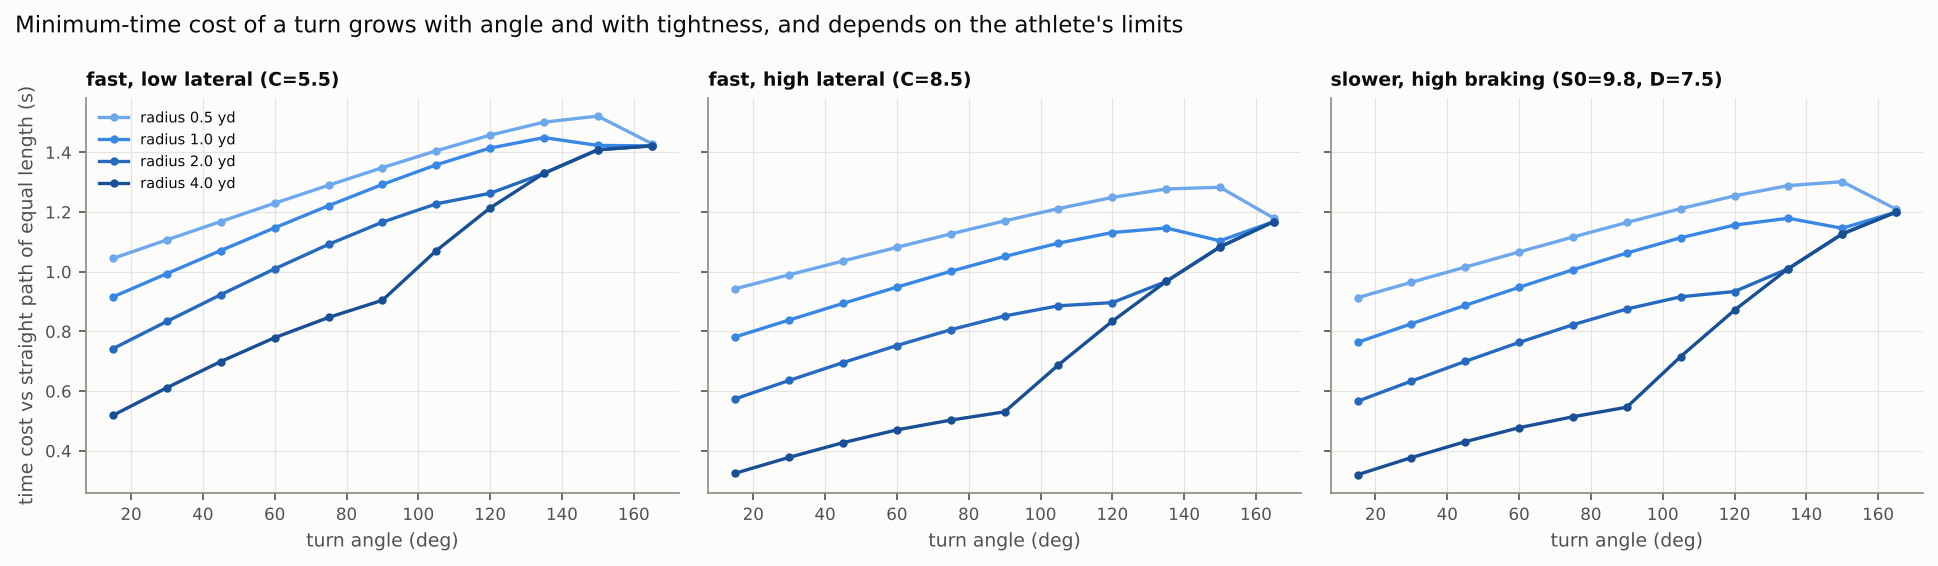 Minimum-time cost of a turn grows with angle and with tightness, and depends on the athlete's limits
fast, low lateral (C=5.5)
fast, high lateral (C=8.5)
slower, high braking (S0=9.8, D=7.5)
time cost vs straight path of equal length (s)
radius 0.5 yd
radius 1.0 yd
radius 2.0 yd
radius 4.0 yd
1.4
1.2
1.0
0.8
0.6
0.4
20 40 60 80 100 120 140 160
20 40 60 80 100 120 140 160
20 40 60 80 100 120 140 160
turn angle (deg)
turn angle (deg)
turn angle (deg)